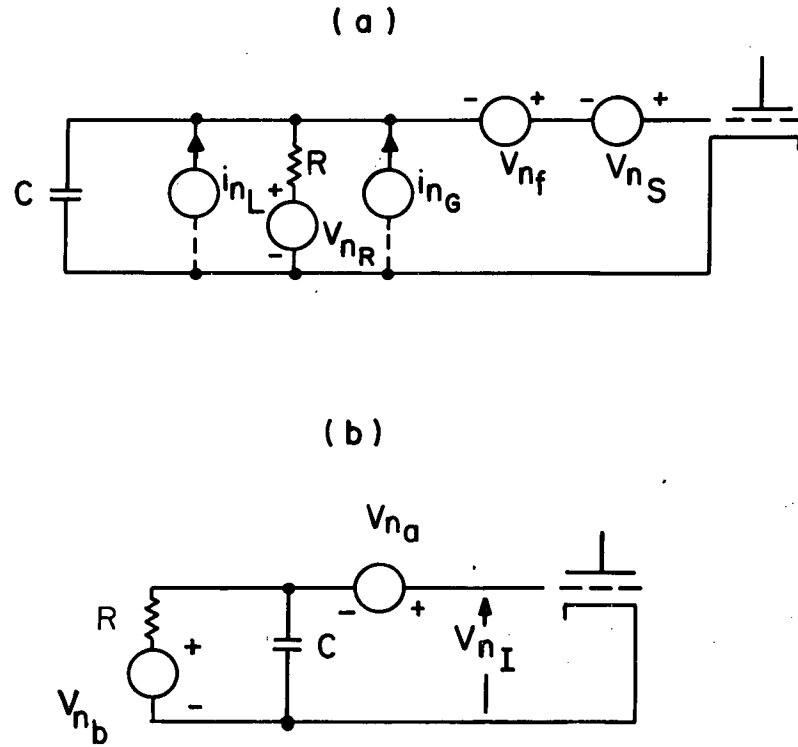 (a)
- + - +
C
i_nL
R
+
V_nR
-
i_nG
V_nf
V_nS
(b)
V_na
- +
R
+
C
V_nI
V_nb
-